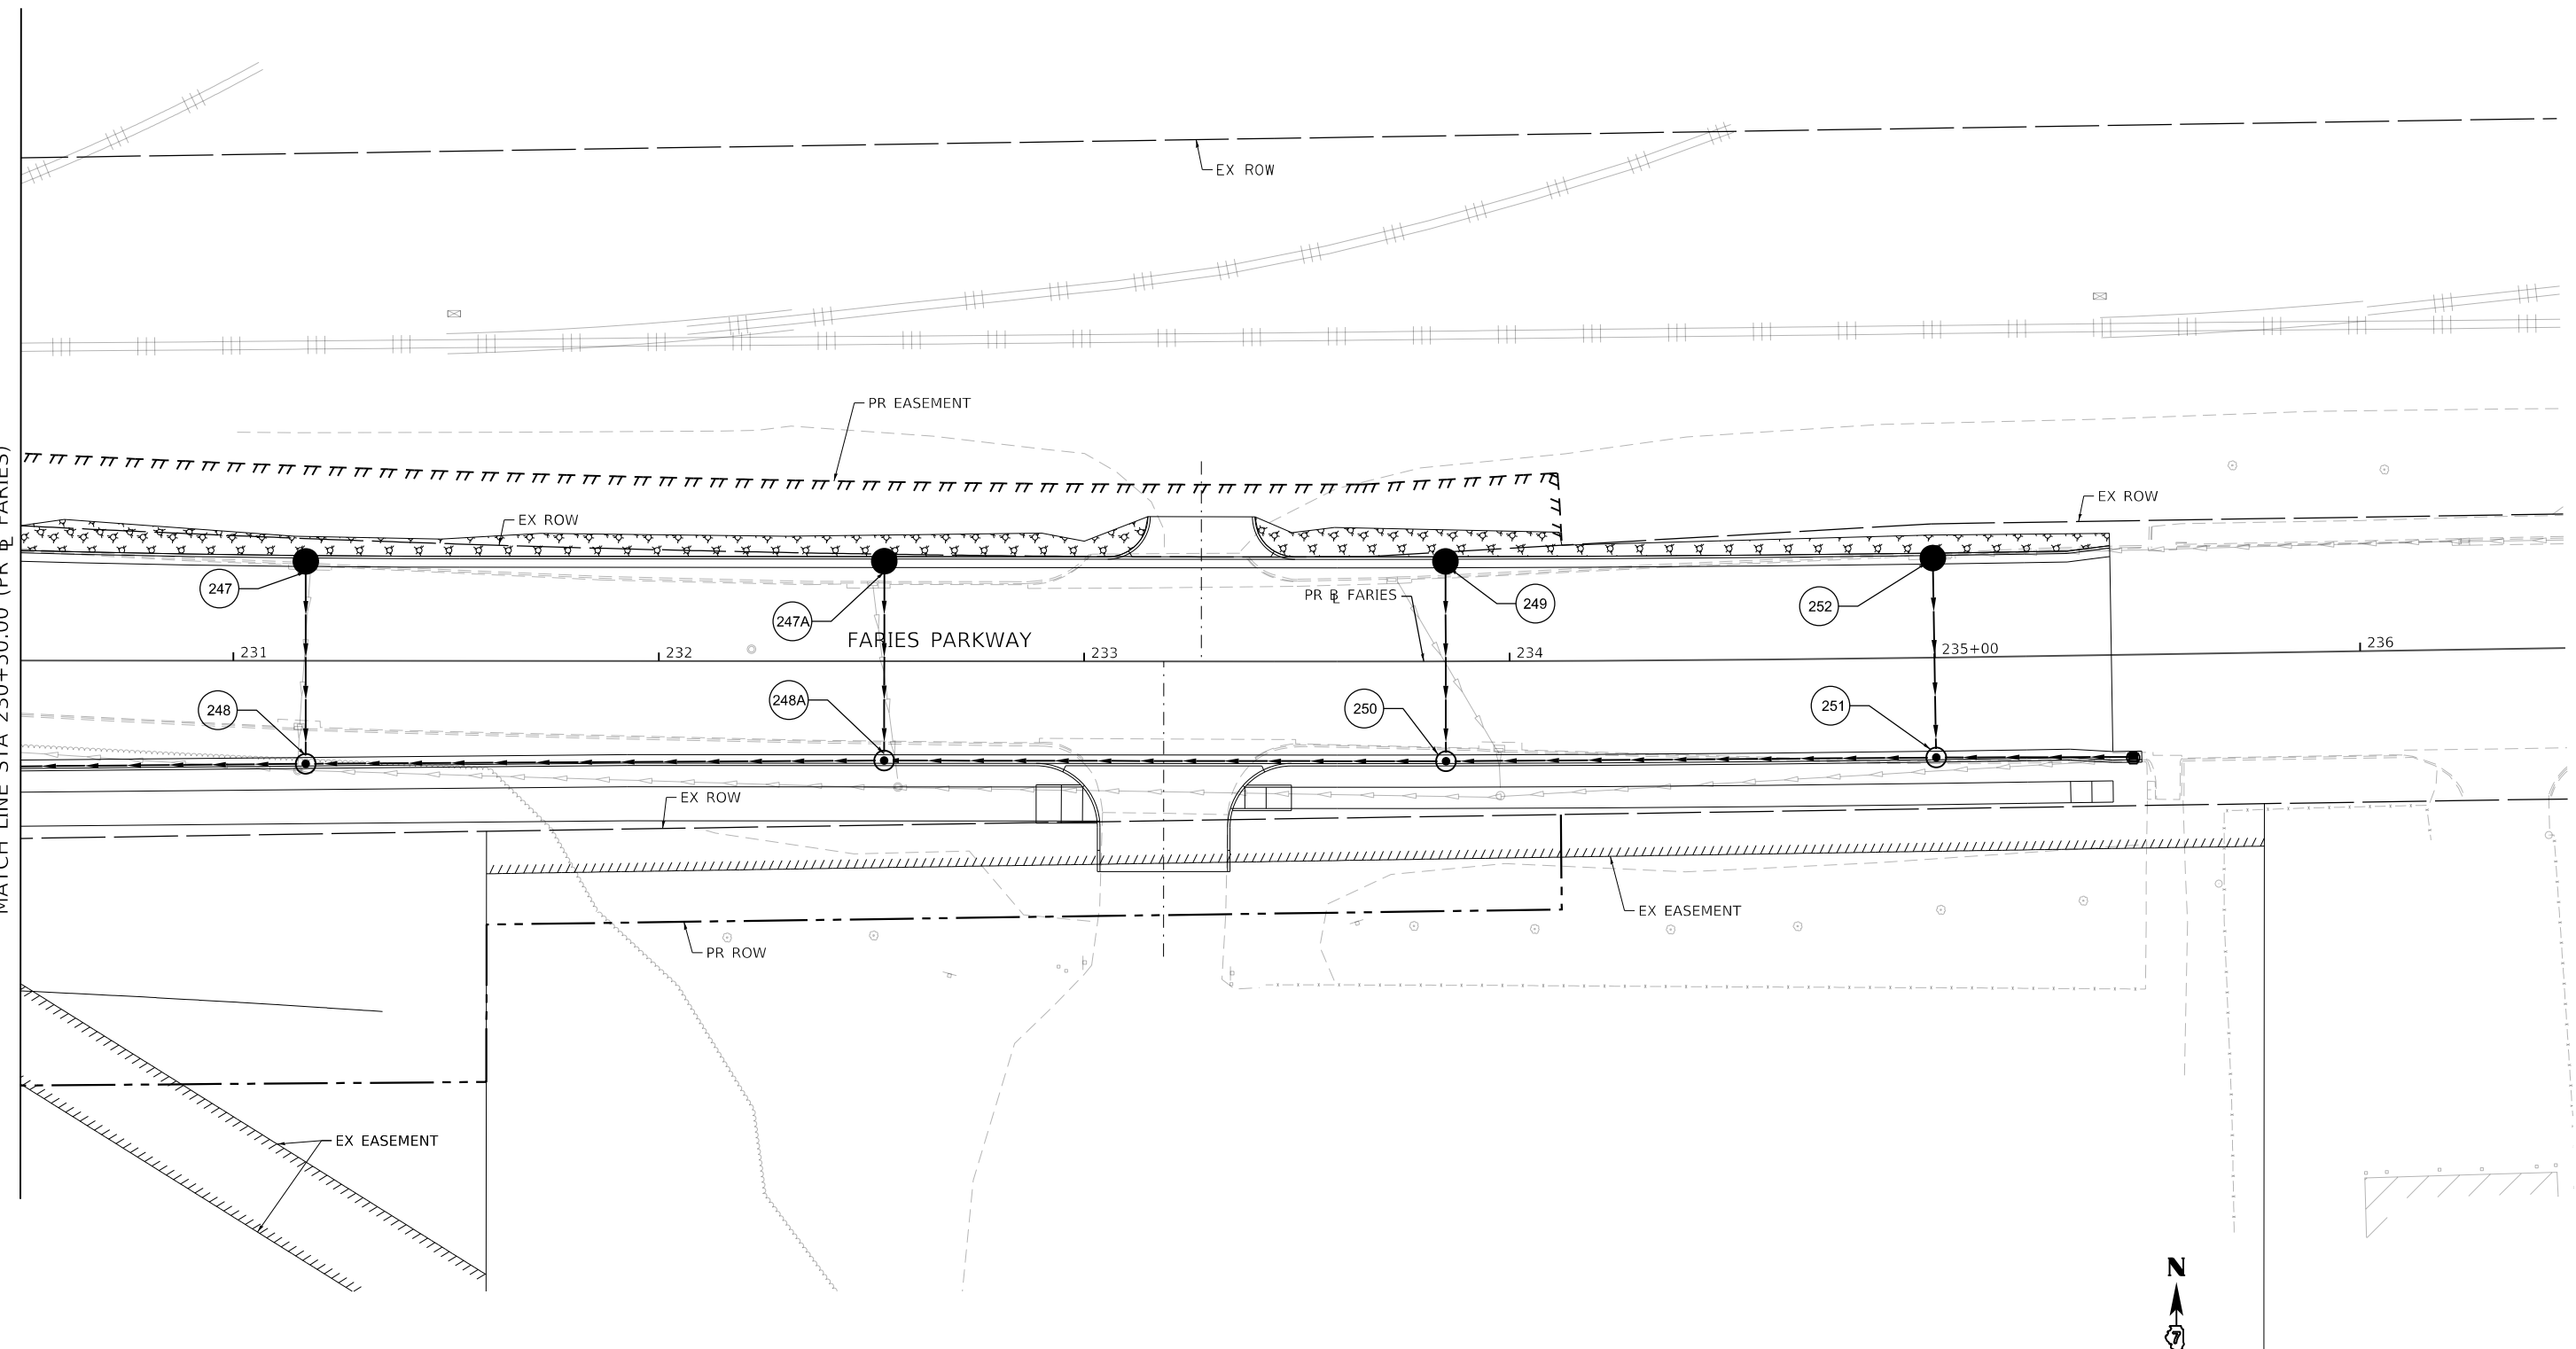 MATCH LINE STA 230+50.00 (PR ℄ FARIES)
EX ROW
PR EASEMENT
EX ROW
EX ROW
247
247A
249
252
PR ℄ FARIES
FARIES PARKWAY
231
232
233
234
235+00
236
248
248A
250
251
EX ROW
EX EASEMENT
PR ROW
EX EASEMENT
N
7